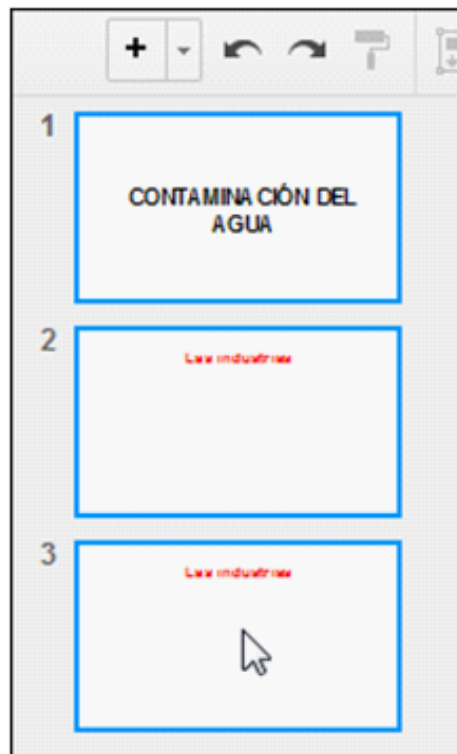 1
CONTAMINACIÓN DEL
AGUA
2
Las industrias
3
Las industrias